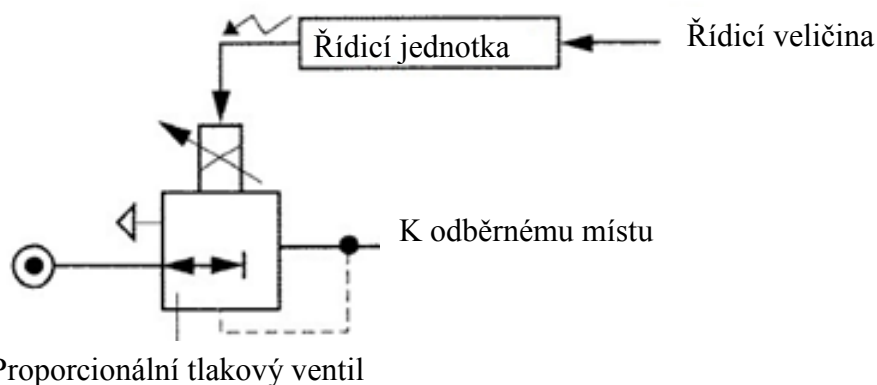 Řídicí jednotka
Řídicí veličina
K odběrnému místu
Proporcionální tlakový ventil